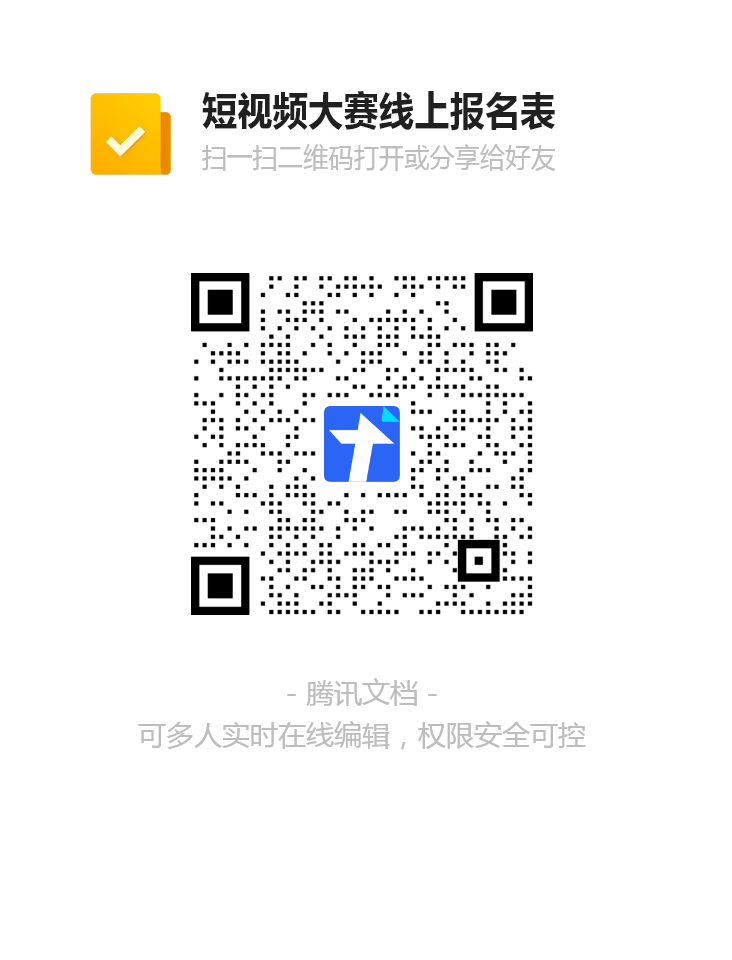 短视频大赛线上报名表
扫一扫二维码打开或分享给好友
- 腾讯文档 -
可多人实时在线编辑，权限安全可控